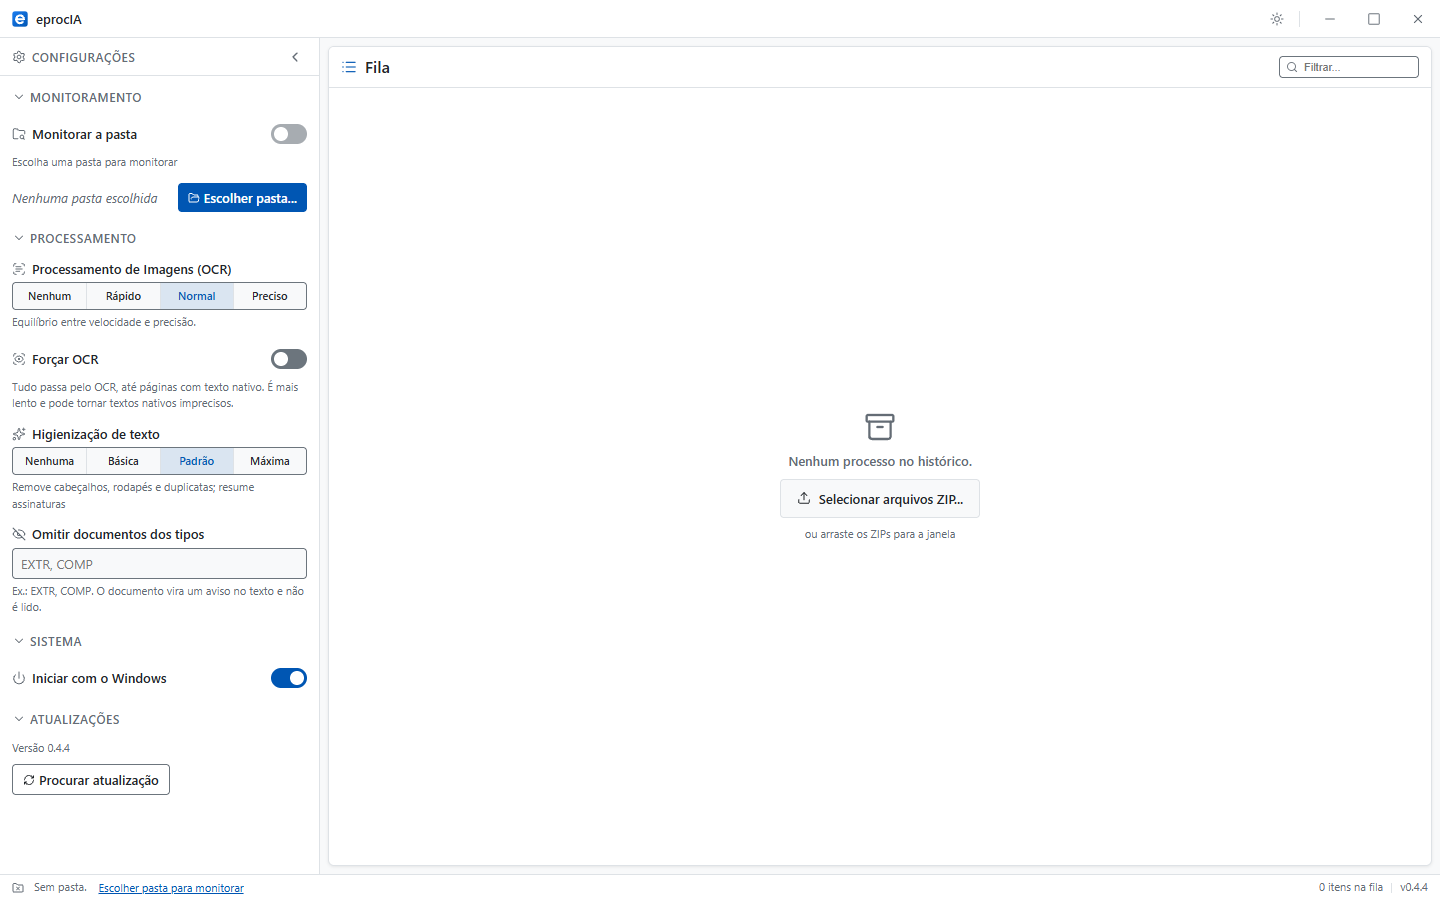 eprocIA
CONFIGURAÇÕES
MONITORAMENTO
Monitorar a pasta
Escolha uma pasta para monitorar
Nenhuma pasta escolhida
Escolher pasta...
PROCESSAMENTO
Processamento de Imagens (OCR)
Nenhum Rápido Normal Preciso
Equilíbrio entre velocidade e precisão.
Forçar OCR
Tudo passa pelo OCR, até páginas com texto nativo. É mais
lento e pode tornar textos nativos imprecisos.
Higienização de texto
Nenhuma Básica Padrão Máxima
Remove cabeçalhos, rodapés e duplicatas; resume
assinaturas
Omitir documentos dos tipos
EXTR, COMP
Ex.: EXTR, COMP. O documento vira um aviso no texto e não
é lido.
SISTEMA
Iniciar com o Windows
ATUALIZAÇÕES
Versão 0.4.4
Procurar atualização
Fila
Filtrar...
Nenhum processo no histórico.
Selecionar arquivos ZIP...
ou arraste os ZIPs para a janela
Sem pasta. Escolher pasta para monitorar
0 itens na fila v0.4.4